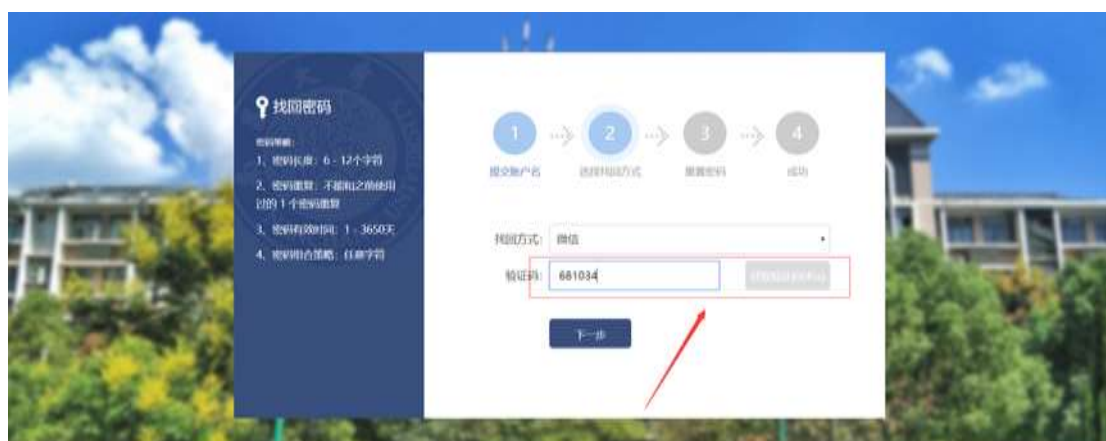 找回密码
密码策略:
1、密码长度: 6 - 12个字符
2、密码重复: 不能和之前使用
过的 1 个密码重复
3、密码有效时间: 1 - 3650天
4、密码组合策略: 任意字符
1
2
3
4
提交账户名
选择找回方式
重置密码
成功
找回方式:
微信
验证码:
681034
下一步